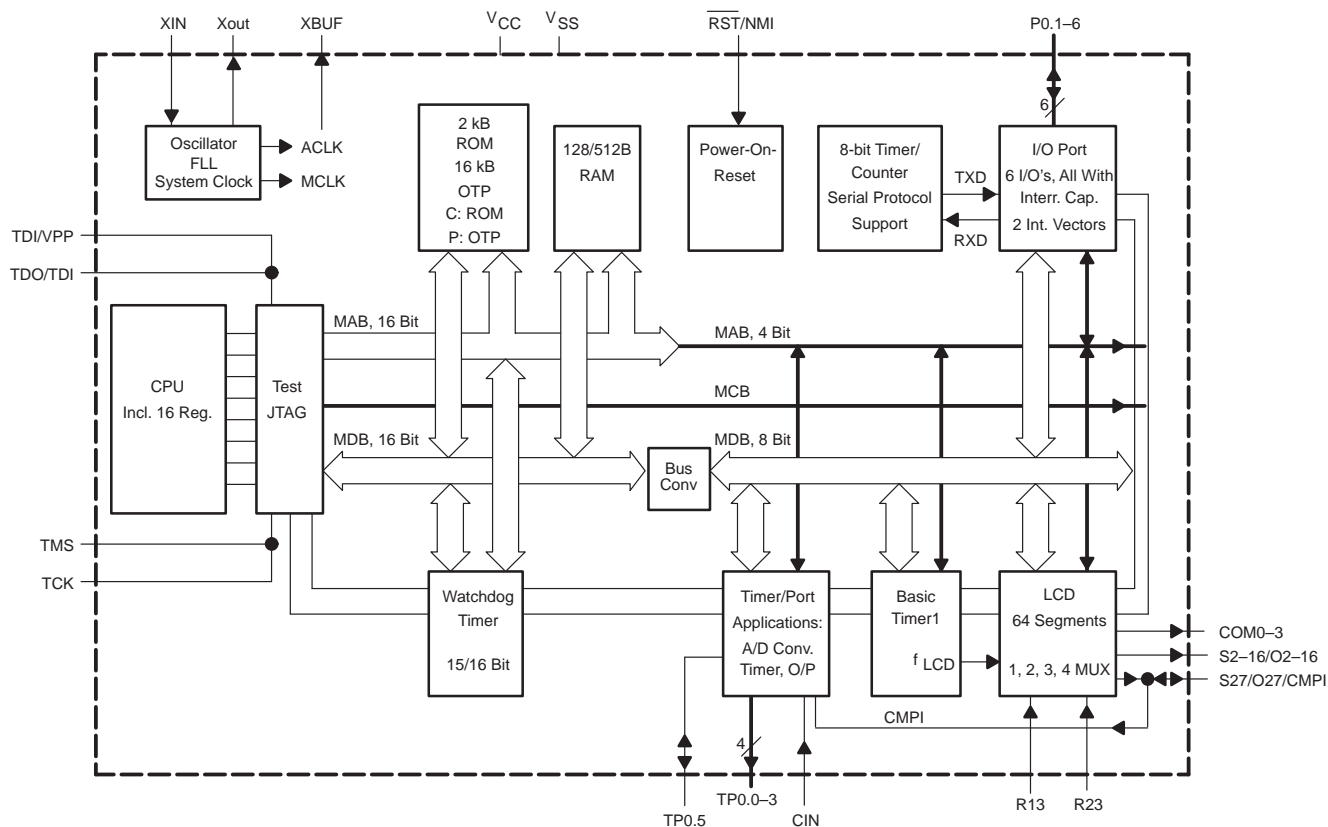 XIN
Xout
XBUF
VCC
VSS
RST/NMI
P0.1–6
6
Oscillator
FLL
System Clock
ACLK
MCLK
2 kB
ROM
16 kB
OTP
C: ROM
P: OTP
128/512B
RAM
Power-On-
Reset
8-bit Timer/
Counter
Serial Protocol
Support
TXD
RXD
I/O Port
6 I/O's, All With
Interr. Cap.
2 Int. Vectors
TDI/VPP
TDO/TDI
CPU
Incl. 16 Reg.
Test
JTAG
MAB, 16 Bit
MAB, 4 Bit
MCB
MDB, 16 Bit
Bus
Conv
MDB, 8 Bit
TMS
TCK
Watchdog
Timer
15/16 Bit
Timer/Port
Applications:
A/D Conv.
Timer, O/P
Basic
Timer1
fLCD
LCD
64 Segments
1, 2, 3, 4 MUX
COM0–3
S2–16/O2–16
S27/O27/CMPI
CMPI
4
TP0.5
TP0.0–3
CIN
R13
R23